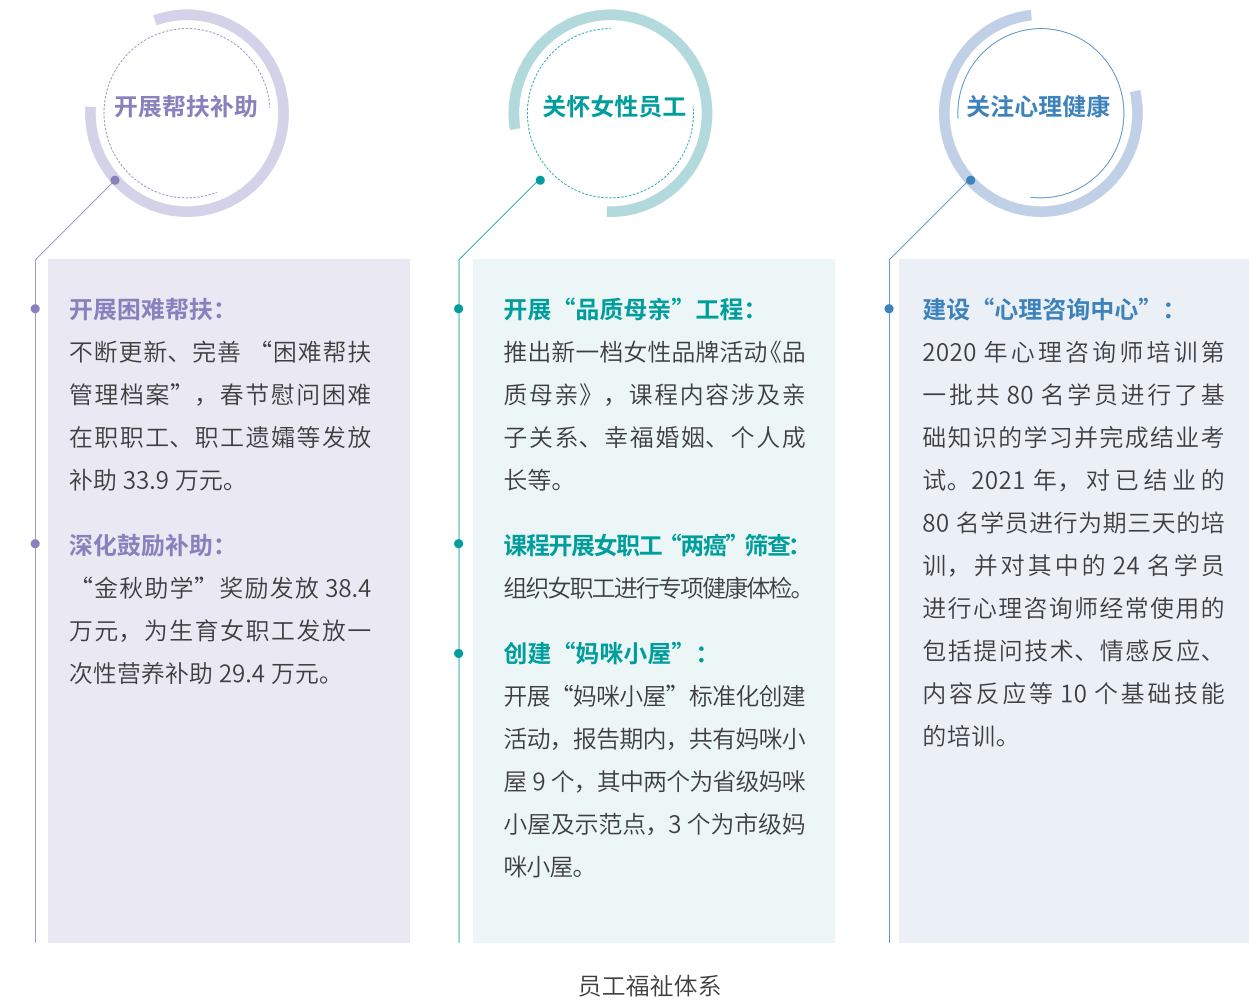 开展帮扶补助
开展困难帮扶：
不断更新、完善 “困难帮扶
管理档案”，春节慰问困难
在职职工、职工遗孀等发放
补助 33.9 万元。
深化鼓励补助：
“金秋助学” 奖励发放 38.4
万元，为生育女职工发放一
次性营养补助 29.4 万元。
关怀女性员工
开展“品质母亲”工程：
推出新一档女性品牌活动《品
质母亲》，课程内容涉及亲
子关系、幸福婚姻、个人成
长等。
课程开展女职工“两癌”筛查：
组织女职工进行专项健康体检。
创建“妈咪小屋”：
开展“妈咪小屋”标准化创建
活动，报告期内，共有妈咪小
屋 9 个，其中两个为省级妈咪
小屋及示范点，3 个为市级妈
咪小屋。
关注心理健康
建设“心理咨询中心”：
2020 年心理咨询师培训第
一批共 80 名学员进行了基
础知识的学习并完成结业考
试。2021 年，对已结业的
80 名学员进行为期三天的培
训，并对其中的 24 名学员
进行心理咨询师经常使用的
包括提问技术、情感反应、
内容反应等 10 个基础技能
的培训。
员工福祉体系